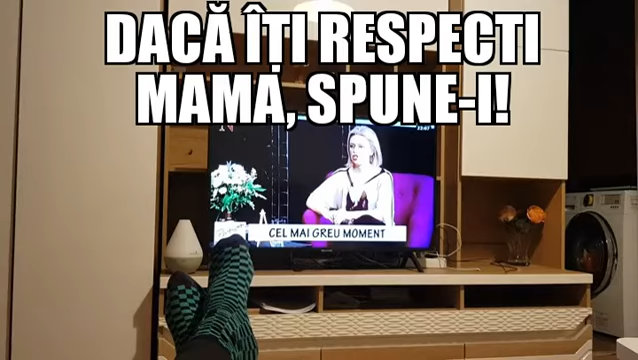 DACĂ ÎȚI RESPECTI
MAMA, SPUNE-I!
CEL MAI GREU MOMENT